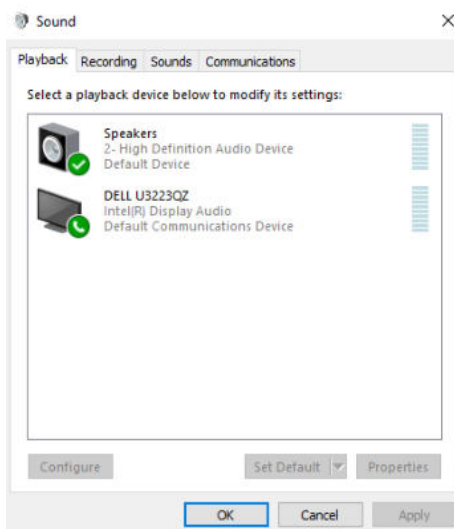 Sound
Playback Recording Sounds Communications
Select a playback device below to modify its settings:
Speakers
2- High Definition Audio Device
Default Device
DELL U3223QZ
Intel(R) Display Audio
Default Communications Device
Configure Set Default Properties
OK Cancel Apply